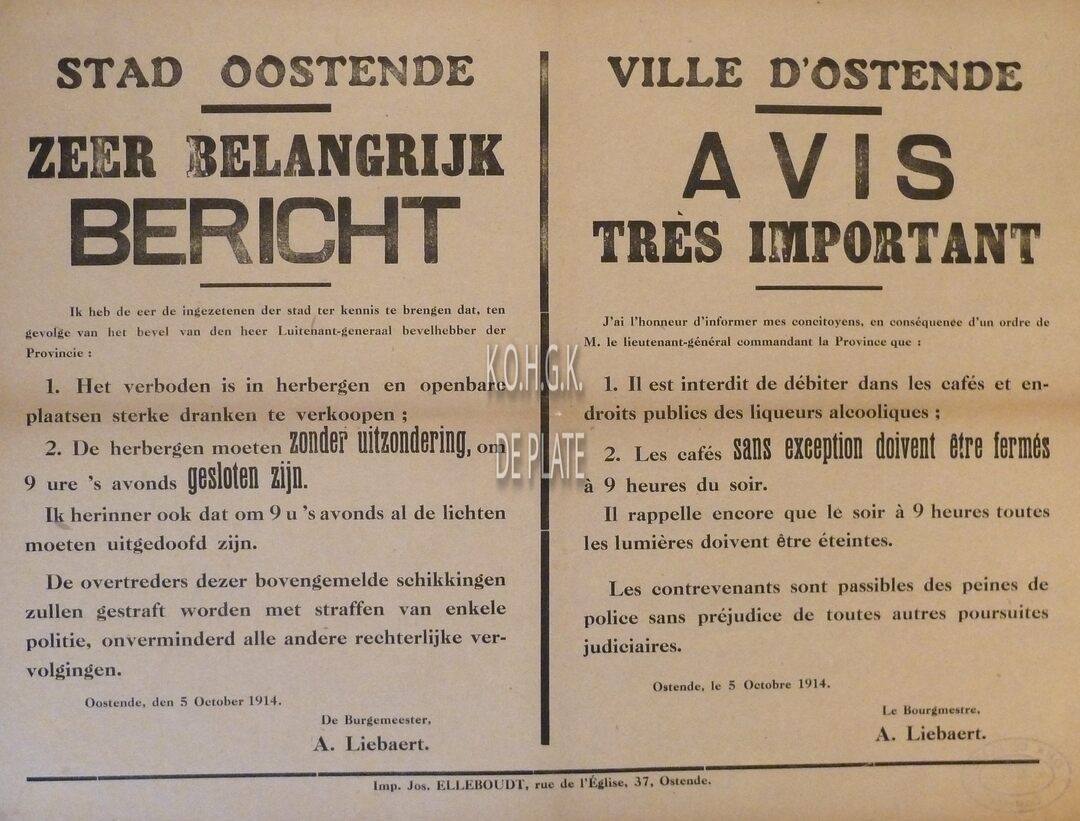 STAD OOSTENDE
ZEER BELANGRIJK
BERICHT
Ik heb de eer de ingezetenen der stad ter kennis te brengen dat, ten
gevolge van het bevel van den heer Luitenant-generaal bevelhebber der
Provincie :
1. Het verboden is in herbergen en openbare
plaatsen sterke dranken te verkoopen ;
2. De herbergen moeten zonder uitzondering, om
9 ure 's avonds gesloten zijn.
Ik herinner ook dat om 9 u 's avonds al de lichten
moeten uitgedoofd zijn.
De overtreders dezer bovengemelde schikkingen
zullen gestraft worden met straffen van enkele
politie, onverminderd alle andere rechterlijke ver-
volgingen.
Oostende, den 5 October 1914.
De Burgemeester,
A. Liebaert.
VILLE D'OSTENDE
AVIS
TRÈS IMPORTANT
J'ai l'honneur d'informer mes concitoyens, en conséquence d'un ordre de
M. le lieutenant-général commandant la Province que :
1. Il est interdit de débiter dans les cafés et en-
droits publics des liqueurs alcooliques ;
2. Les cafés sans exception doivent être fermés
à 9 heures du soir.
Il rappelle encore que le soir à 9 heures toutes
les lumières doivent être éteintes.
Les contrevenants sont passibles des peines de
police sans préjudice de toutes autres poursuites
judiciaires.
Ostende, le 5 Octobre 1914.
Le Bourgmestre,
A. Liebaert.
Imp. Jos. ELLEBOUDT, rue de l'Église, 37, Ostende.
K.O.H.G.K.
DE PLATE